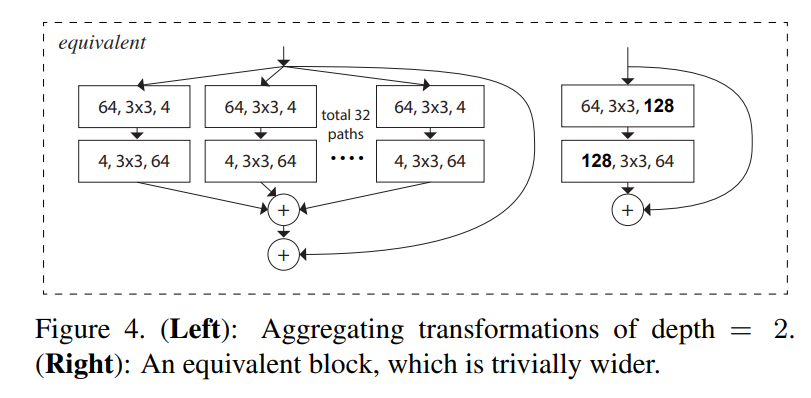 equivalent
64, 3x3, 4
64, 3x3, 4
total 32
paths
64, 3x3, 4
4, 3x3, 64
4, 3x3, 64
....
4, 3x3, 64
+
+
64, 3x3, 128
128, 3x3, 64
+
Figure 4. (Left): Aggregating transformations of depth = 2.
(Right): An equivalent block, which is trivially wider.